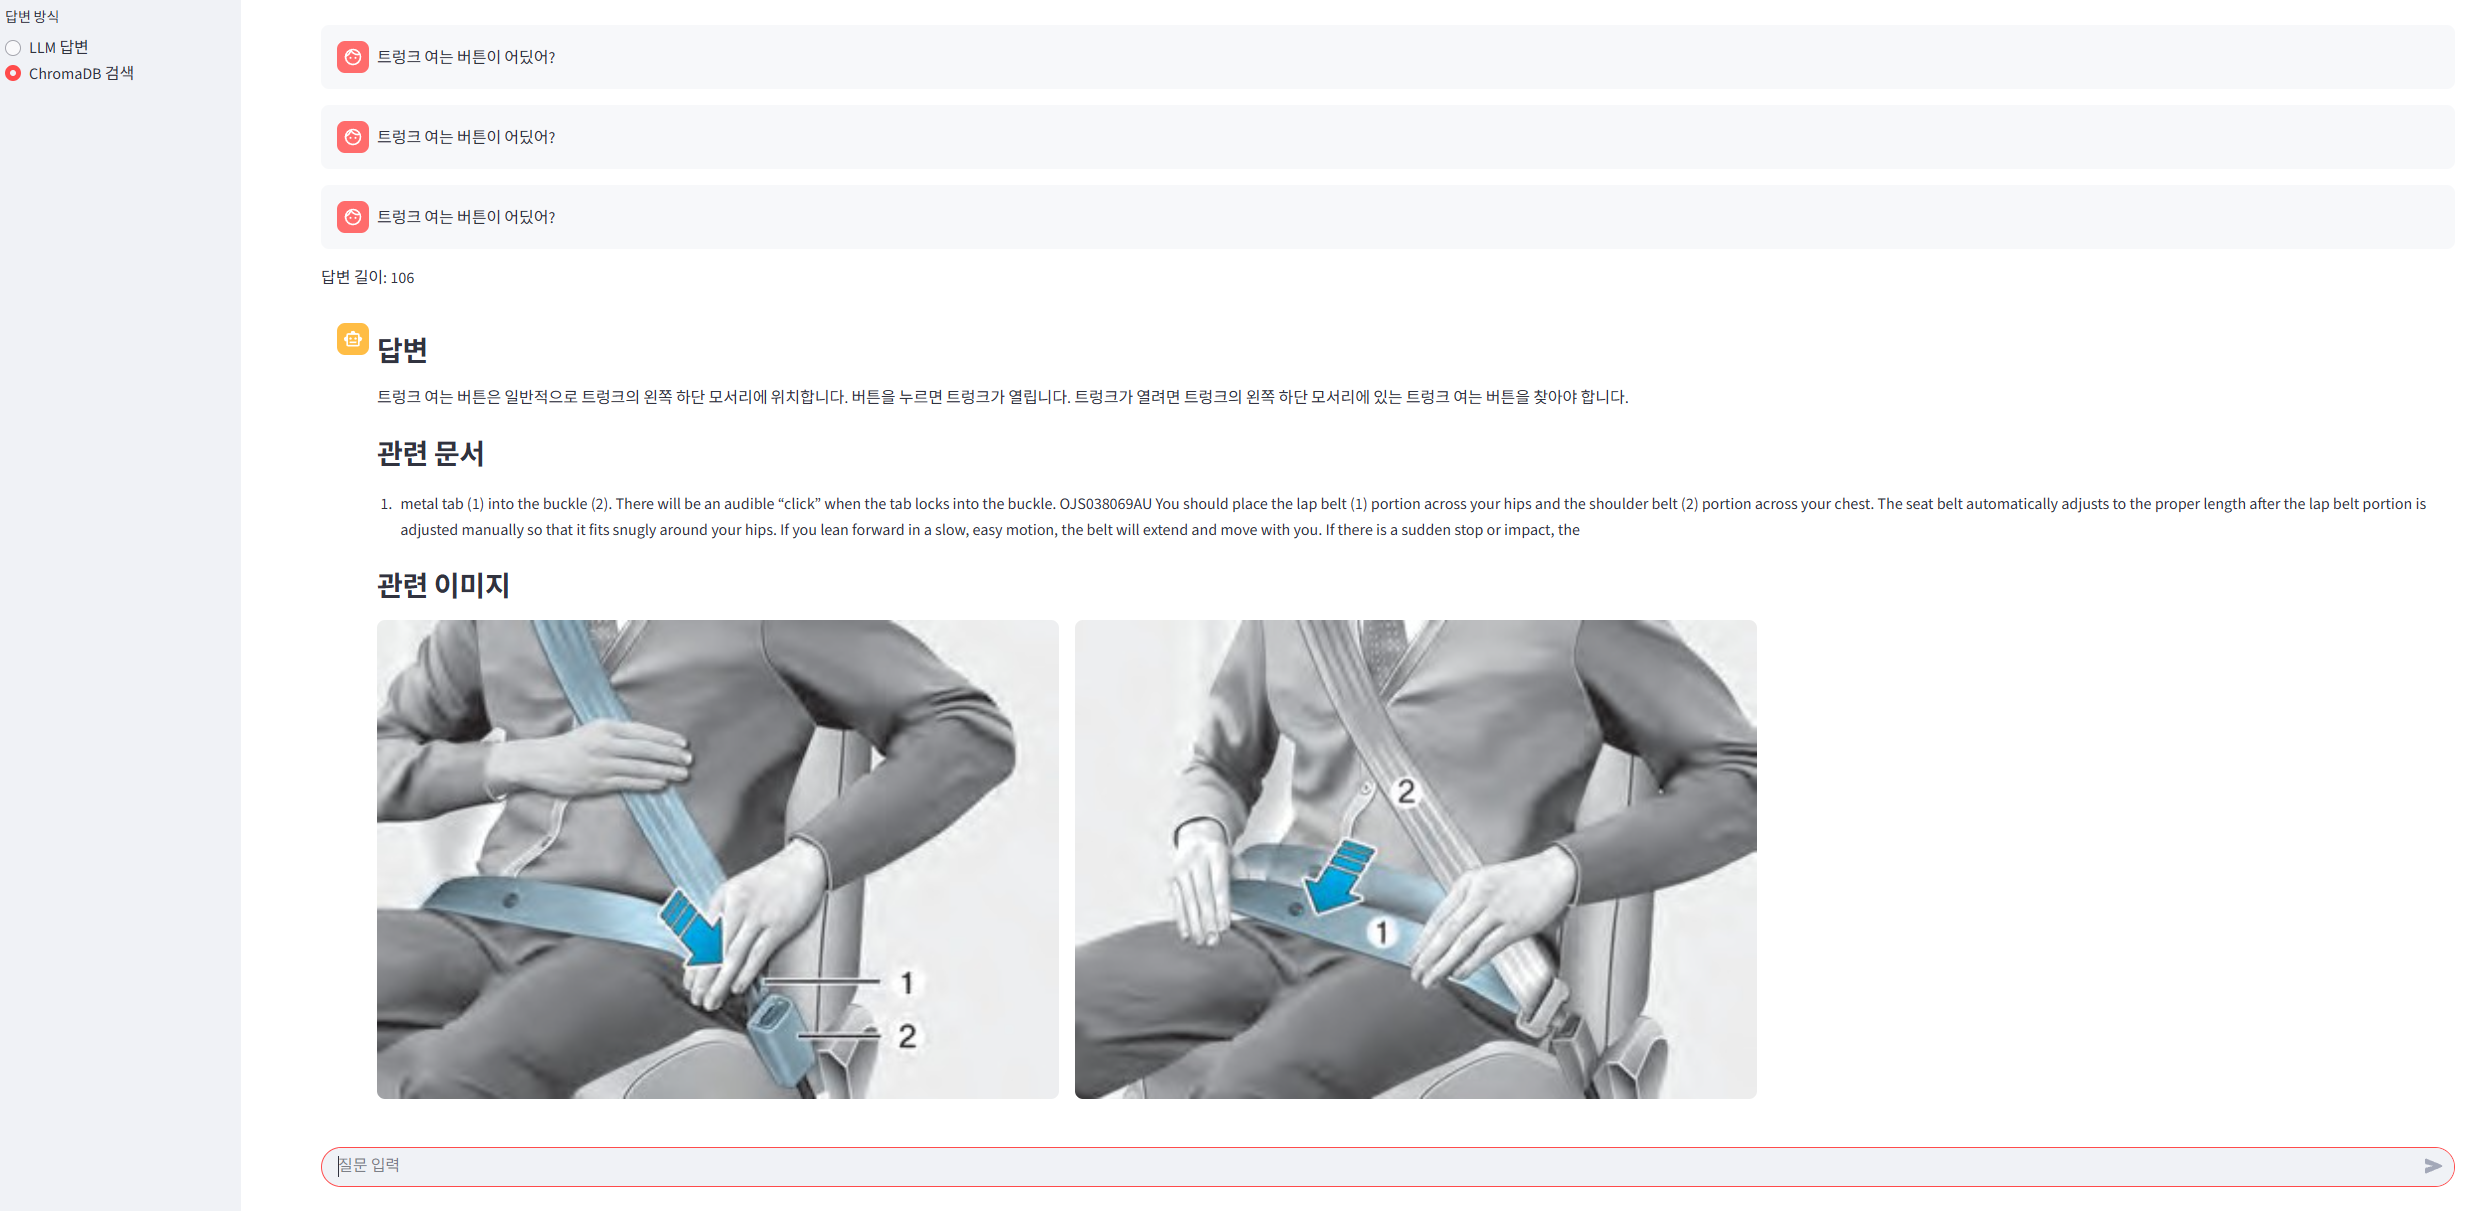 답변 방식
LLM 답변
ChromaDB 검색
트렁크 여는 버튼이 어딨어?
트렁크 여는 버튼이 어딨어?
트렁크 여는 버튼이 어딨어?
답변 길이: 106
답변
트렁크 여는 버튼은 일반적으로 트렁크의 왼쪽 하단 모서리에 위치합니다. 버튼을 누르면 트렁크가 열립니다. 트렁크가 열려면 트렁크의 왼쪽 하단 모서리에 있는 트렁크 여는 버튼을 찾아야 합니다.
관련 문서
1. metal tab (1) into the buckle (2). There will be an audible “click” when the tab locks into the buckle. OJS038069AU You should place the lap belt (1) portion across your hips and the shoulder belt (2) portion across your chest. The seat belt automatically adjusts to the proper length after the lap belt portion is
adjusted manually so that it fits snugly around your hips. If you lean forward in a slow, easy motion, the belt will extend and move with you. If there is a sudden stop or impact, the
관련 이미지
1
2
2
1
질문 입력